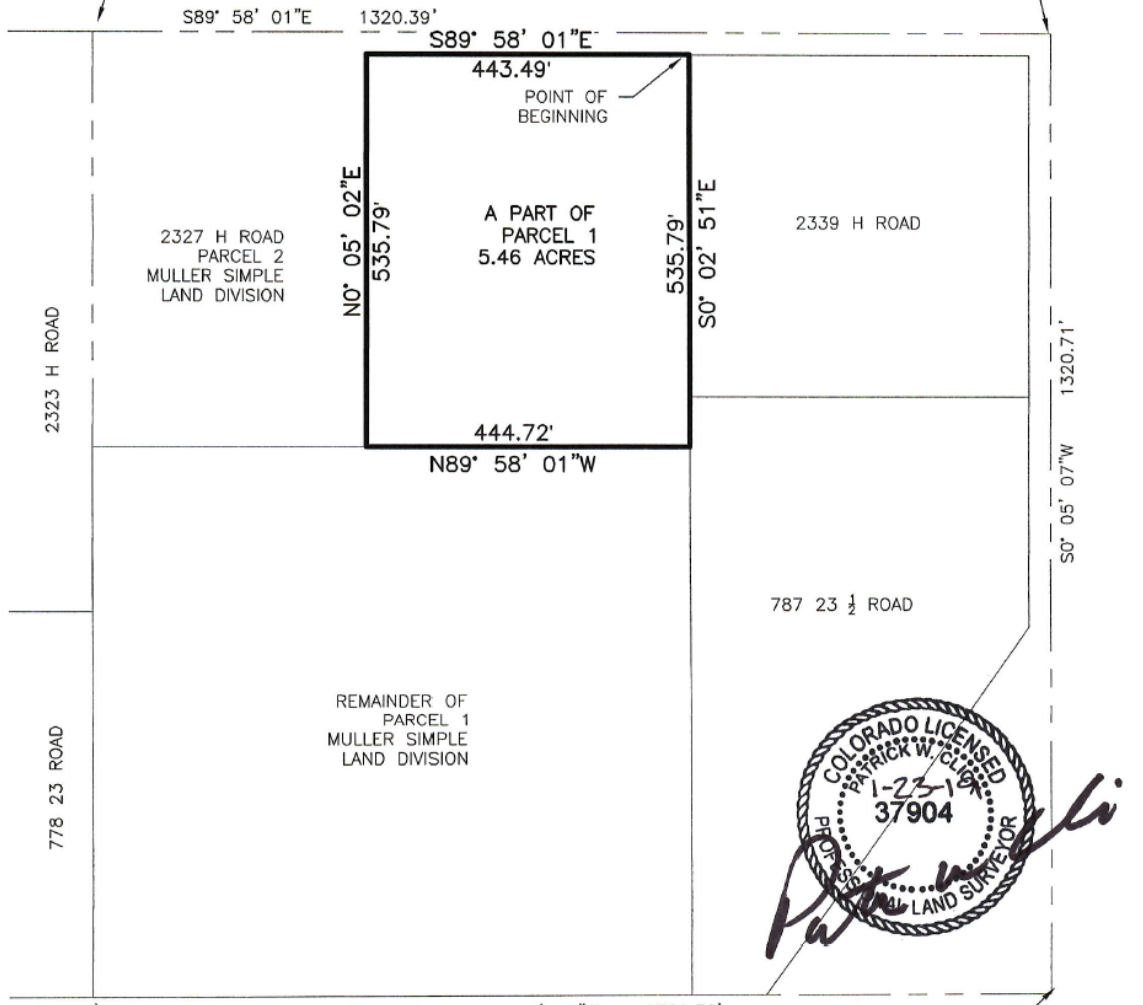 S89° 58' 01"E 1320.39'
S89° 58' 01"E
443.49'
POINT OF
BEGINNING
N0° 05' 02"E
535.79'
A PART OF
PARCEL 1
5.46 ACRES
535.79'
S0° 02' 51"E
2339 H ROAD
2327 H ROAD
PARCEL 2
MULLER SIMPLE
LAND DIVISION
2323 H ROAD
1320.71'
S0° 05' 07"W
444.72'
N89° 58' 01"W
787 23 ½ ROAD
REMAINDER OF
PARCEL 1
MULLER SIMPLE
LAND DIVISION
778 23 ROAD
COLORADO LICENSED
PATRICK W. CLICK
37904
PROFESSIONAL LAND SURVEYOR